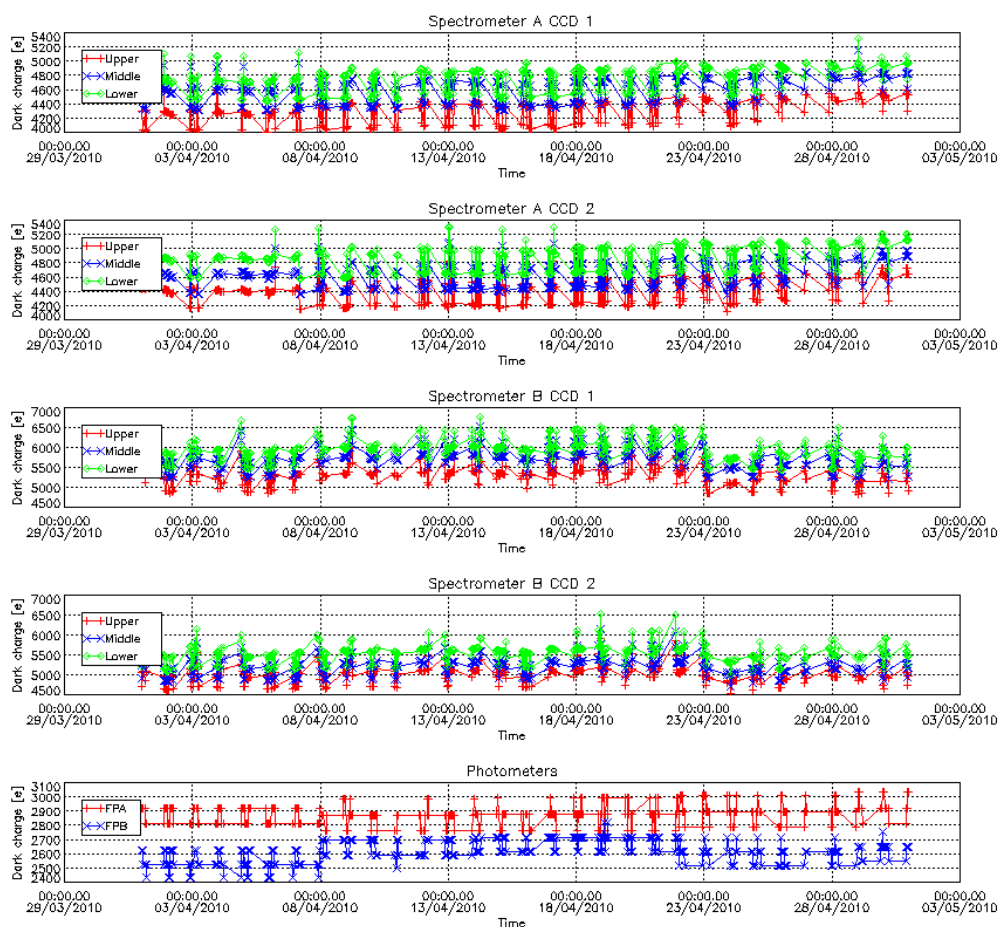 Spectrometer A CCD 1
Dark charge [e]
5400
5200
5000
4800
4600
4400
4200
4000
Upper
Middle
Lower
00:00.00 00:00.00 00:00.00 00:00.00 00:00.00 00:00.00 00:00.00 00:00.00
29/03/2010 03/04/2010 08/04/2010 13/04/2010 18/04/2010 23/04/2010 28/04/2010 03/05/2010
Time
Spectrometer A CCD 2
Dark charge [e]
5400
5200
5000
4800
4600
4400
4200
4000
Upper
Middle
Lower
00:00.00 00:00.00 00:00.00 00:00.00 00:00.00 00:00.00 00:00.00 00:00.00
29/03/2010 03/04/2010 08/04/2010 13/04/2010 18/04/2010 23/04/2010 28/04/2010 03/05/2010
Time
Spectrometer B CCD 1
Dark charge [e]
7000
6500
6000
5500
5000
4500
Upper
Middle
Lower
00:00.00 00:00.00 00:00.00 00:00.00 00:00.00 00:00.00 00:00.00 00:00.00
29/03/2010 03/04/2010 08/04/2010 13/04/2010 18/04/2010 23/04/2010 28/04/2010 03/05/2010
Time
Spectrometer B CCD 2
Dark charge [e]
7000
6500
6000
5500
5000
4500
Upper
Middle
Lower
00:00.00 00:00.00 00:00.00 00:00.00 00:00.00 00:00.00 00:00.00 00:00.00
29/03/2010 03/04/2010 08/04/2010 13/04/2010 18/04/2010 23/04/2010 28/04/2010 03/05/2010
Time
Photometers
Dark charge [e]
3100
3000
2900
2800
2700
2600
2500
2400
FPA
FPB
00:00.00 00:00.00 00:00.00 00:00.00 00:00.00 00:00.00 00:00.00 00:00.00
29/03/2010 03/04/2010 08/04/2010 13/04/2010 18/04/2010 23/04/2010 28/04/2010 03/05/2010
Time